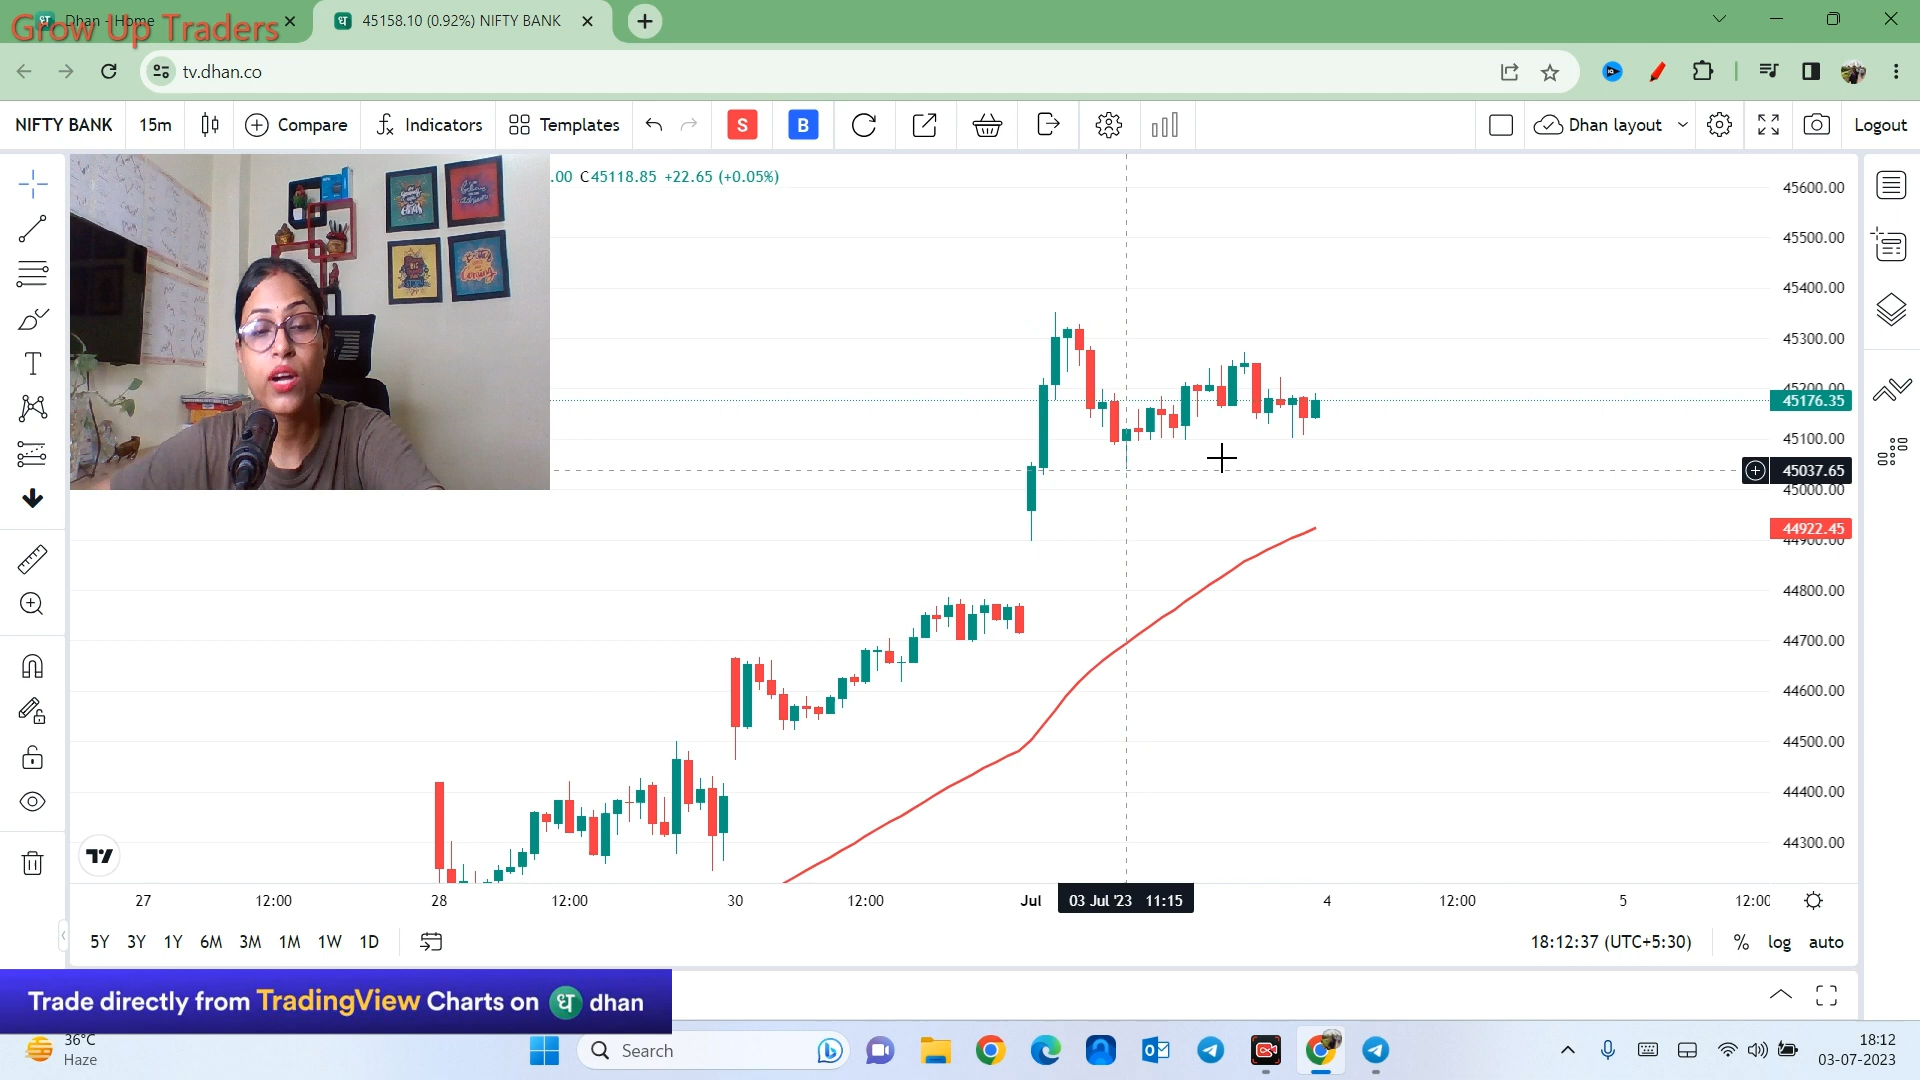 Grow Up Traders
Dhan - Home
45158.10 (0.92%) NIFTY BANK
tv.dhan.co
NIFTY BANK
15m
Compare
Indicators
Templates
S
B
Dhan layout
Logout
.00 C45118.85 +22.65 (+0.05%)
45600.00
45500.00
45400.00
45300.00
45200.00
45176.35
45100.00
45037.65
45000.00
44922.45
44900.00
44800.00
44700.00
44600.00
44500.00
44400.00
44300.00
27
12:00
28
12:00
30
12:00
Jul
03 Jul '23 11:15
4
12:00
5
12:00
5Y 3Y 1Y 6M 3M 1M 1W 1D
18:12:37 (UTC+5:30)
% log auto
Trade directly from TradingView Charts on ध dhan
36°C
Haze
Search
18:12
03-07-2023